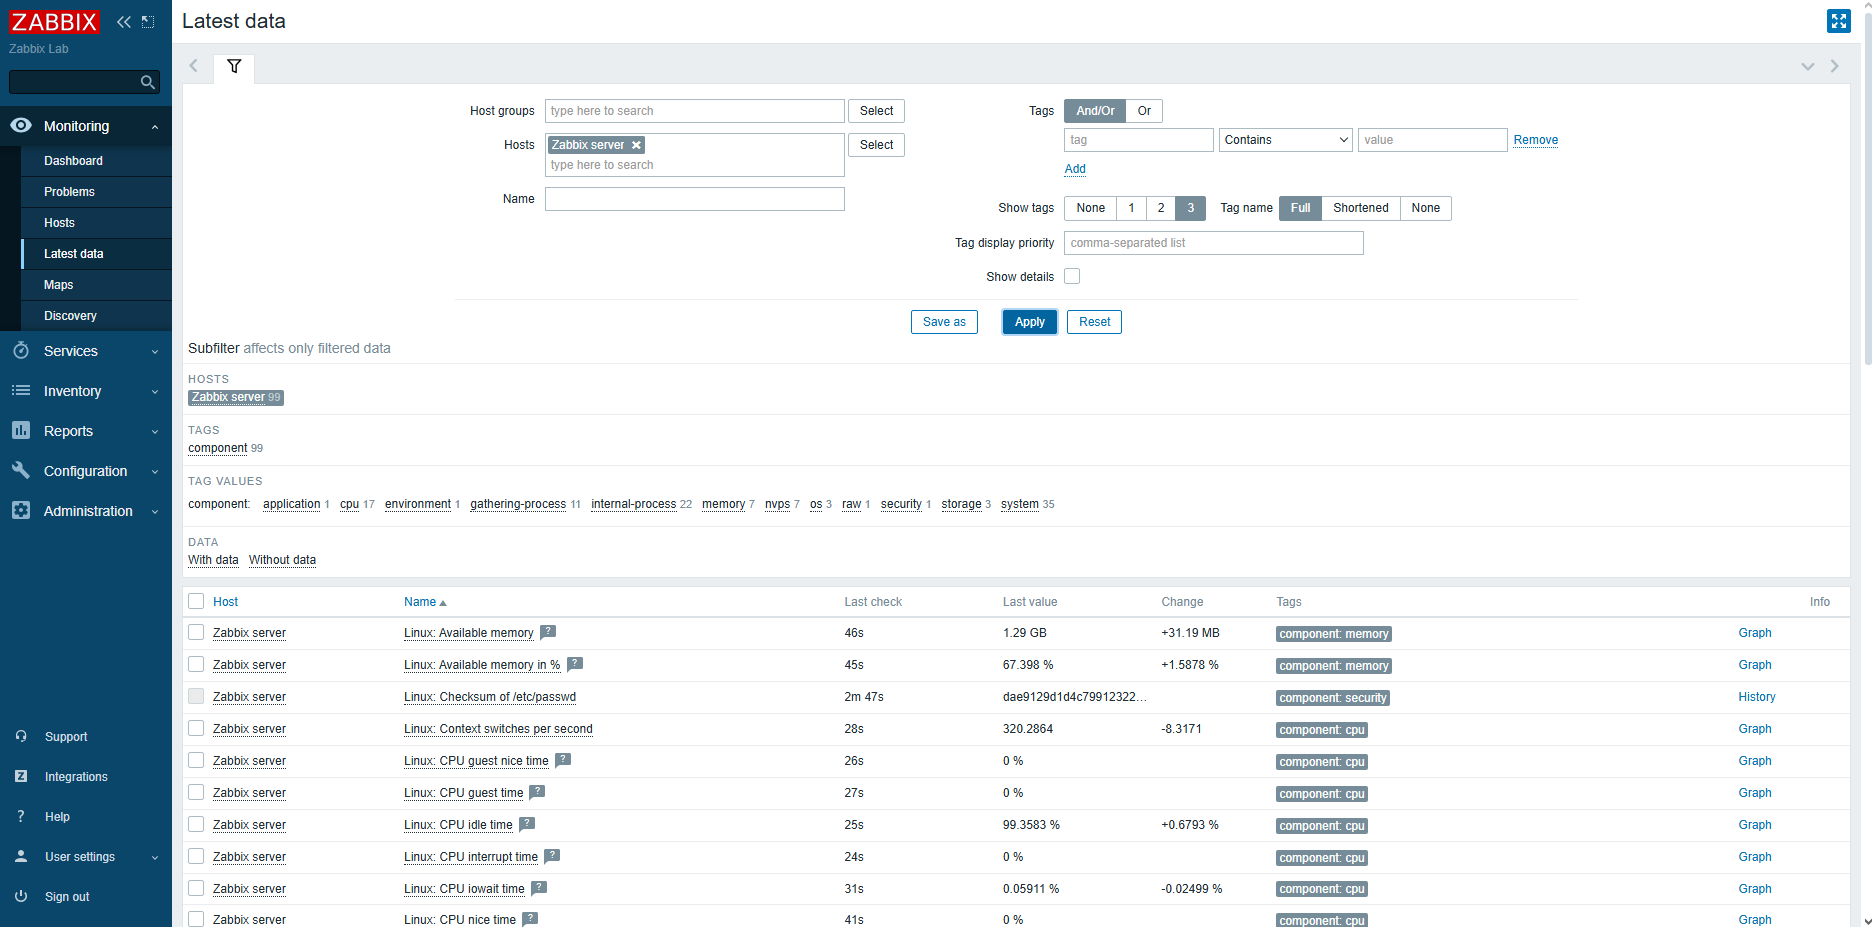 ZABBIX
Zabbix Lab
Monitoring
Dashboard
Problems
Hosts
Latest data
Maps
Discovery
Services
Inventory
Reports
Configuration
Administration
Support
Integrations
Help
User settings
Sign out
Latest data
Host groups type here to search Select
Hosts Zabbix server Select
type here to search
Name
Tags And/Or Or
tag Contains value Remove
Add
Show tags None 1 2 3 Tag name Full Shortened None
Tag display priority comma-separated list
Show details
Save as Apply Reset
Subfilter affects only filtered data
HOSTS
Zabbix server 99
TAGS
component 99
TAG VALUES
component: application 1 cpu 17 environment 1 gathering-process 11 internal-process 22 memory 7 nvps 7 os 3 raw 1 security 1 storage 3 system 35
DATA
With data Without data
Host Name Last check Last value Change Tags Info
Zabbix server Linux: Available memory ? 46s 1.29 GB +31.19 MB component: memory Graph
Zabbix server Linux: Available memory in % ? 45s 67.398 % +1.5878 % component: memory Graph
Zabbix server Linux: Checksum of /etc/passwd 2m 47s dae9129d1d4c79912322... component: security History
Zabbix server Linux: Context switches per second 28s 320.2864 -8.3171 component: cpu Graph
Zabbix server Linux: CPU guest nice time ? 26s 0 % component: cpu Graph
Zabbix server Linux: CPU guest time ? 27s 0 % component: cpu Graph
Zabbix server Linux: CPU idle time ? 25s 99.3583 % +0.6793 % component: cpu Graph
Zabbix server Linux: CPU interrupt time ? 24s 0 % component: cpu Graph
Zabbix server Linux: CPU iowait time ? 31s 0.05911 % -0.02499 % component: cpu Graph
Zabbix server Linux: CPU nice time ? 41s 0 % component: cpu Graph